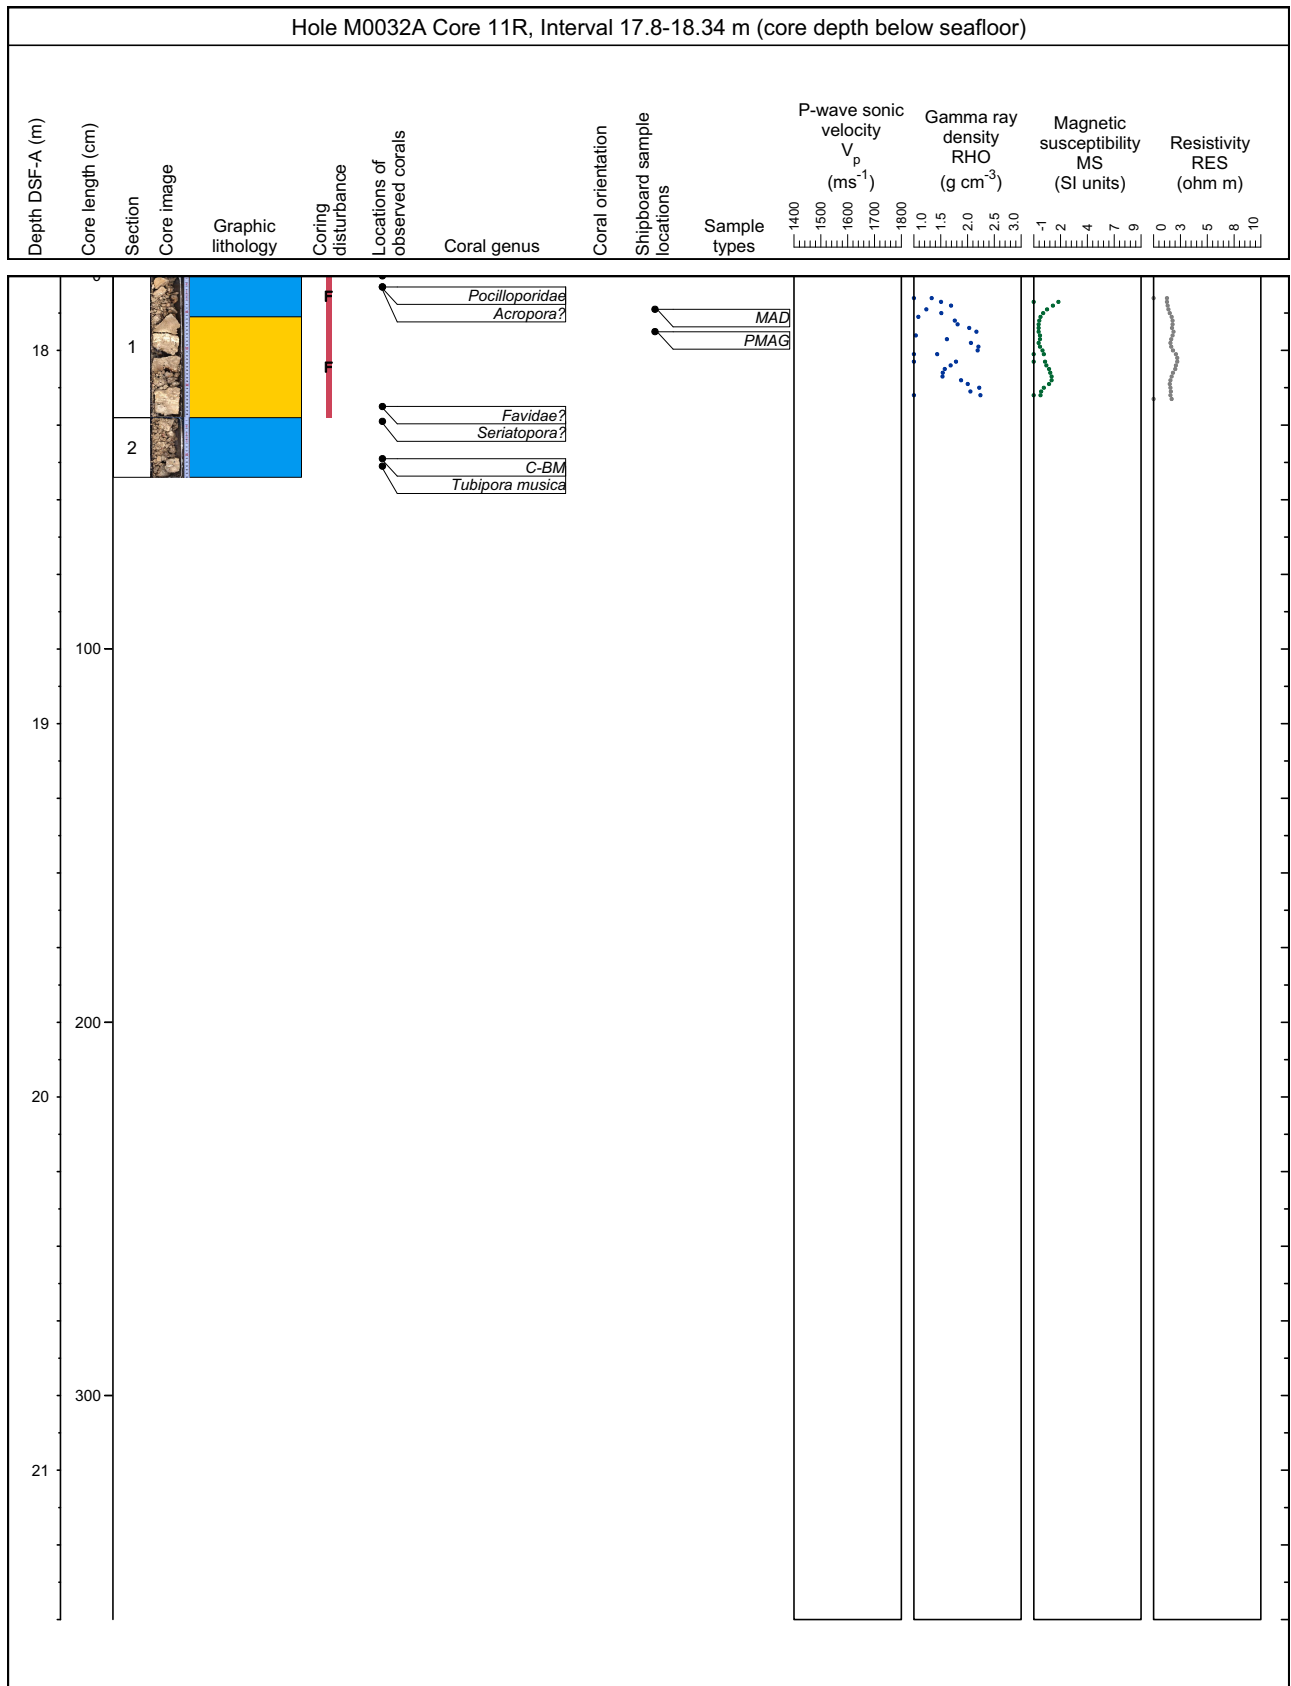 Hole M0032A Core 11R, Interval 17.8-18.34 m (core depth below seafloor)
Depth DSF-A (m)
Core length (cm)
Section
Core image
Graphic
lithology
Coring
disturbance
Locations of
observed corals
Coral genus
Coral orientation
Shipboard sample
locations
Sample
types
P-wave sonic
velocity
Vp
(ms-1)
1400
1500
1600
1700
1800
Gamma ray
density
RHO
(g cm-3)
1.0
1.5
2.0
2.5
3.0
Magnetic
susceptibility
MS
(SI units)
-1
2
4
7
9
Resistivity
RES
(ohm m)
0
3
5
8
10
0
F
Pocilloporidae
Acropora?
MAD
PMAG
1
18
F
Favidae?
Seriatopora?
2
C-BM
Tubipora musica
100
19
200
20
300
21